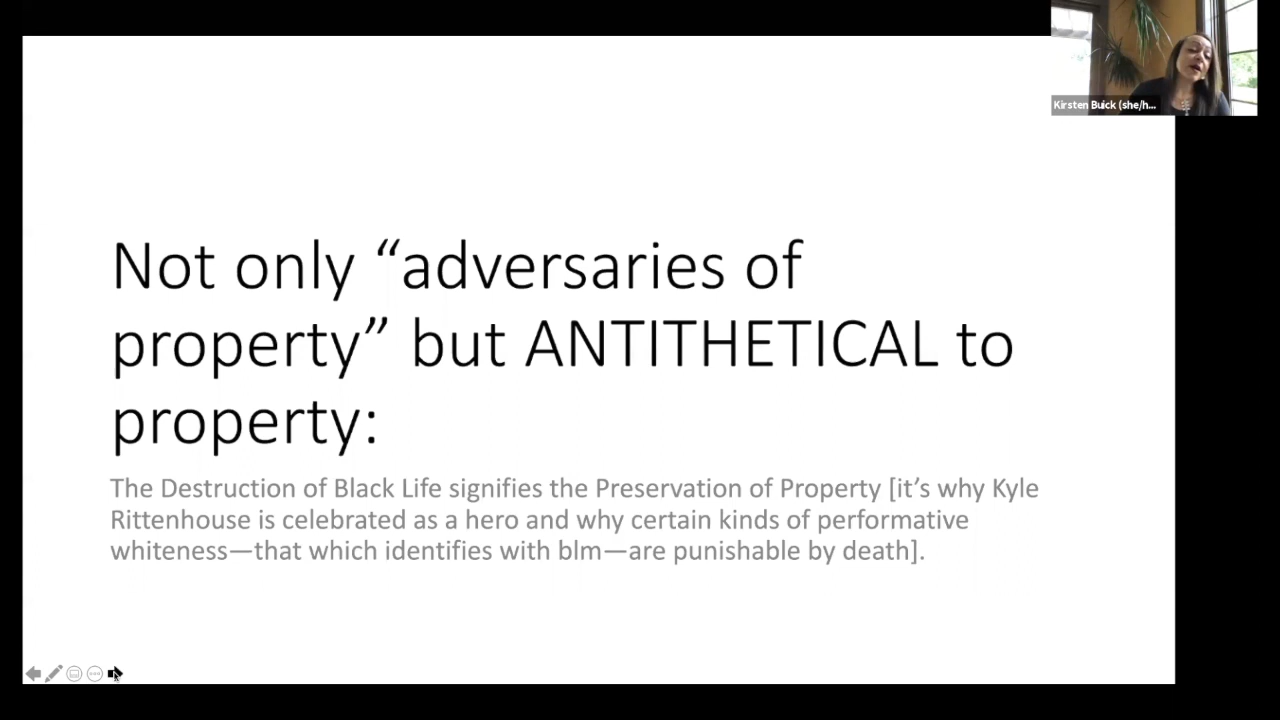 Kirsten Buick (she/h...
Not only “adversaries of
property” but ANTITHETICAL to
property:
The Destruction of Black Life signifies the Preservation of Property [it’s why Kyle
Rittenhouse is celebrated as a hero and why certain kinds of performative
whiteness—that which identifies with blm—are punishable by death].